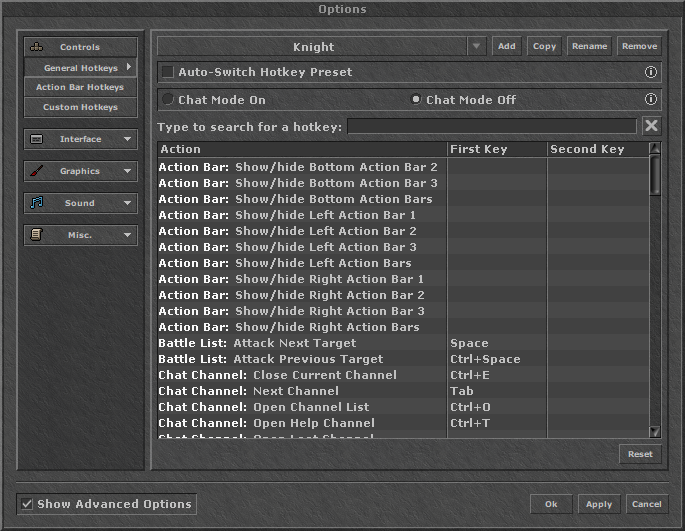 Options
Controls
General Hotkeys
Action Bar Hotkeys
Custom Hotkeys
Interface
Graphics
Sound
Misc.
Knight Add Copy Rename Remove
Auto-Switch Hotkey Preset
Chat Mode On Chat Mode Off
Type to search for a hotkey:
Action First Key Second Key
Action Bar: Show/hide Bottom Action Bar 2
Action Bar: Show/hide Bottom Action Bar 3
Action Bar: Show/hide Bottom Action Bars
Action Bar: Show/hide Left Action Bar 1
Action Bar: Show/hide Left Action Bar 2
Action Bar: Show/hide Left Action Bar 3
Action Bar: Show/hide Left Action Bars
Action Bar: Show/hide Right Action Bar 1
Action Bar: Show/hide Right Action Bar 2
Action Bar: Show/hide Right Action Bar 3
Action Bar: Show/hide Right Action Bars
Battle List: Attack Next Target Space
Battle List: Attack Previous Target Ctrl+Space
Chat Channel: Close Current Channel Ctrl+E
Chat Channel: Next Channel Tab
Chat Channel: Open Channel List Ctrl+O
Chat Channel: Open Help Channel Ctrl+T
Chat Channel: Open Loot Channel
Reset
Show Advanced Options Ok Apply Cancel